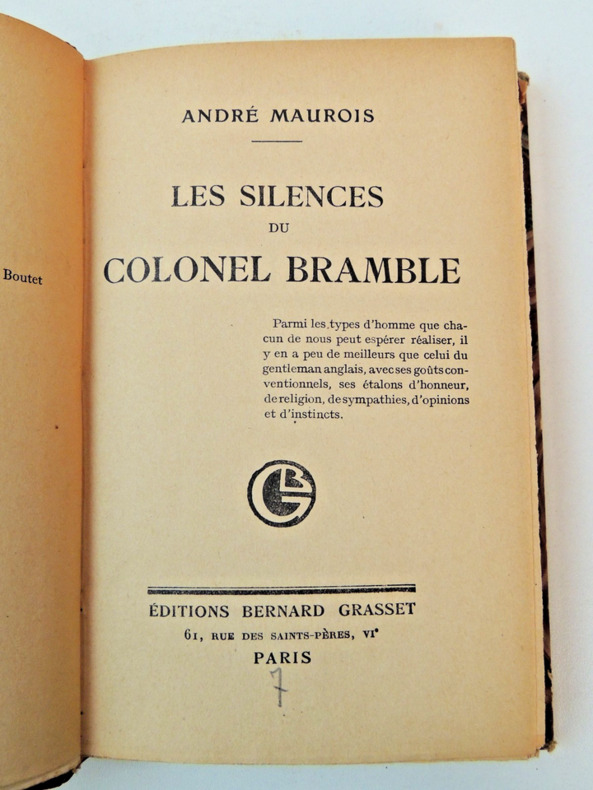 Boutet
ANDRÉ MAUROIS
LES SILENCES
DU
COLONEL BRAMBLE
Parmi les types d'homme que cha-
cun de nous peut espérer réaliser, il
y en a peu de meilleurs que celui du
gentleman anglais, avec ses goûts con-
ventionnels, ses étalons d'honneur,
de religion, de sympathies, d'opinions
et d'instincts.
BG
ÉDITIONS BERNARD GRASSET
61, RUE DES SAINTS-PÈRES, VIᵉ
PARIS
7